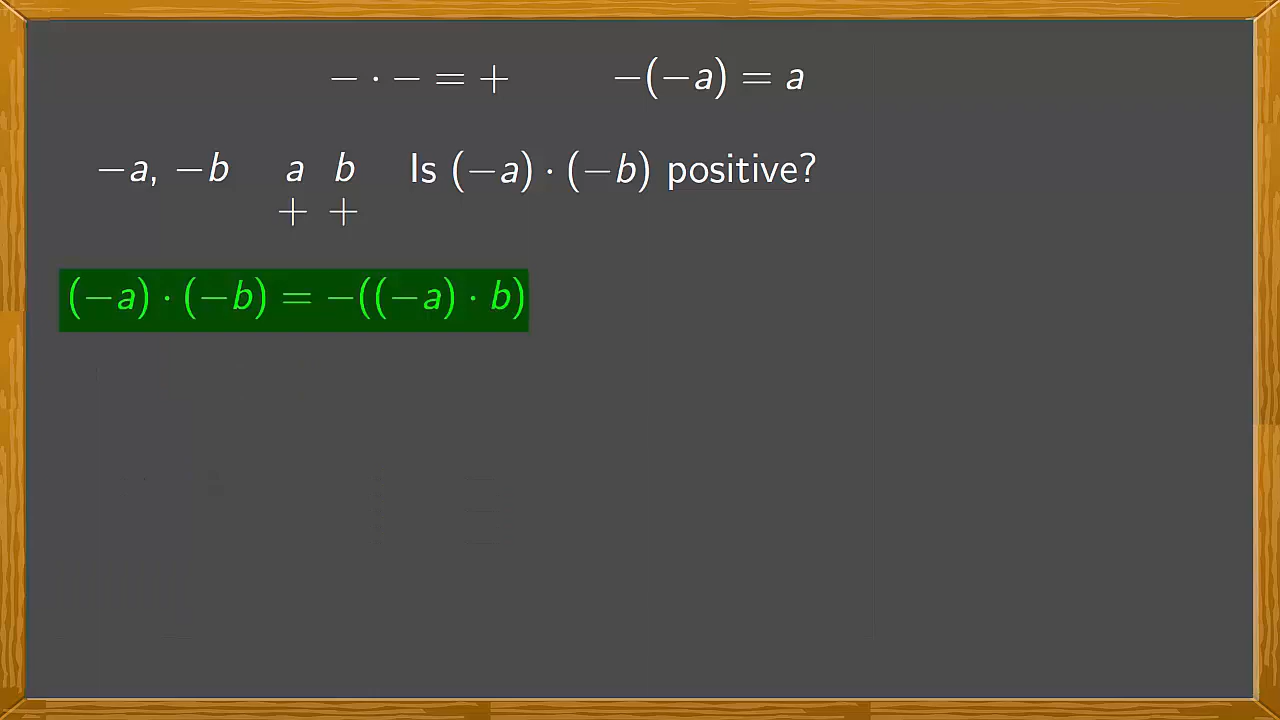 − · − = + −(−a) = a
−a, −b a b Is (−a) · (−b) positive?
+ +
(−a) · (−b) = −((−a) · b)